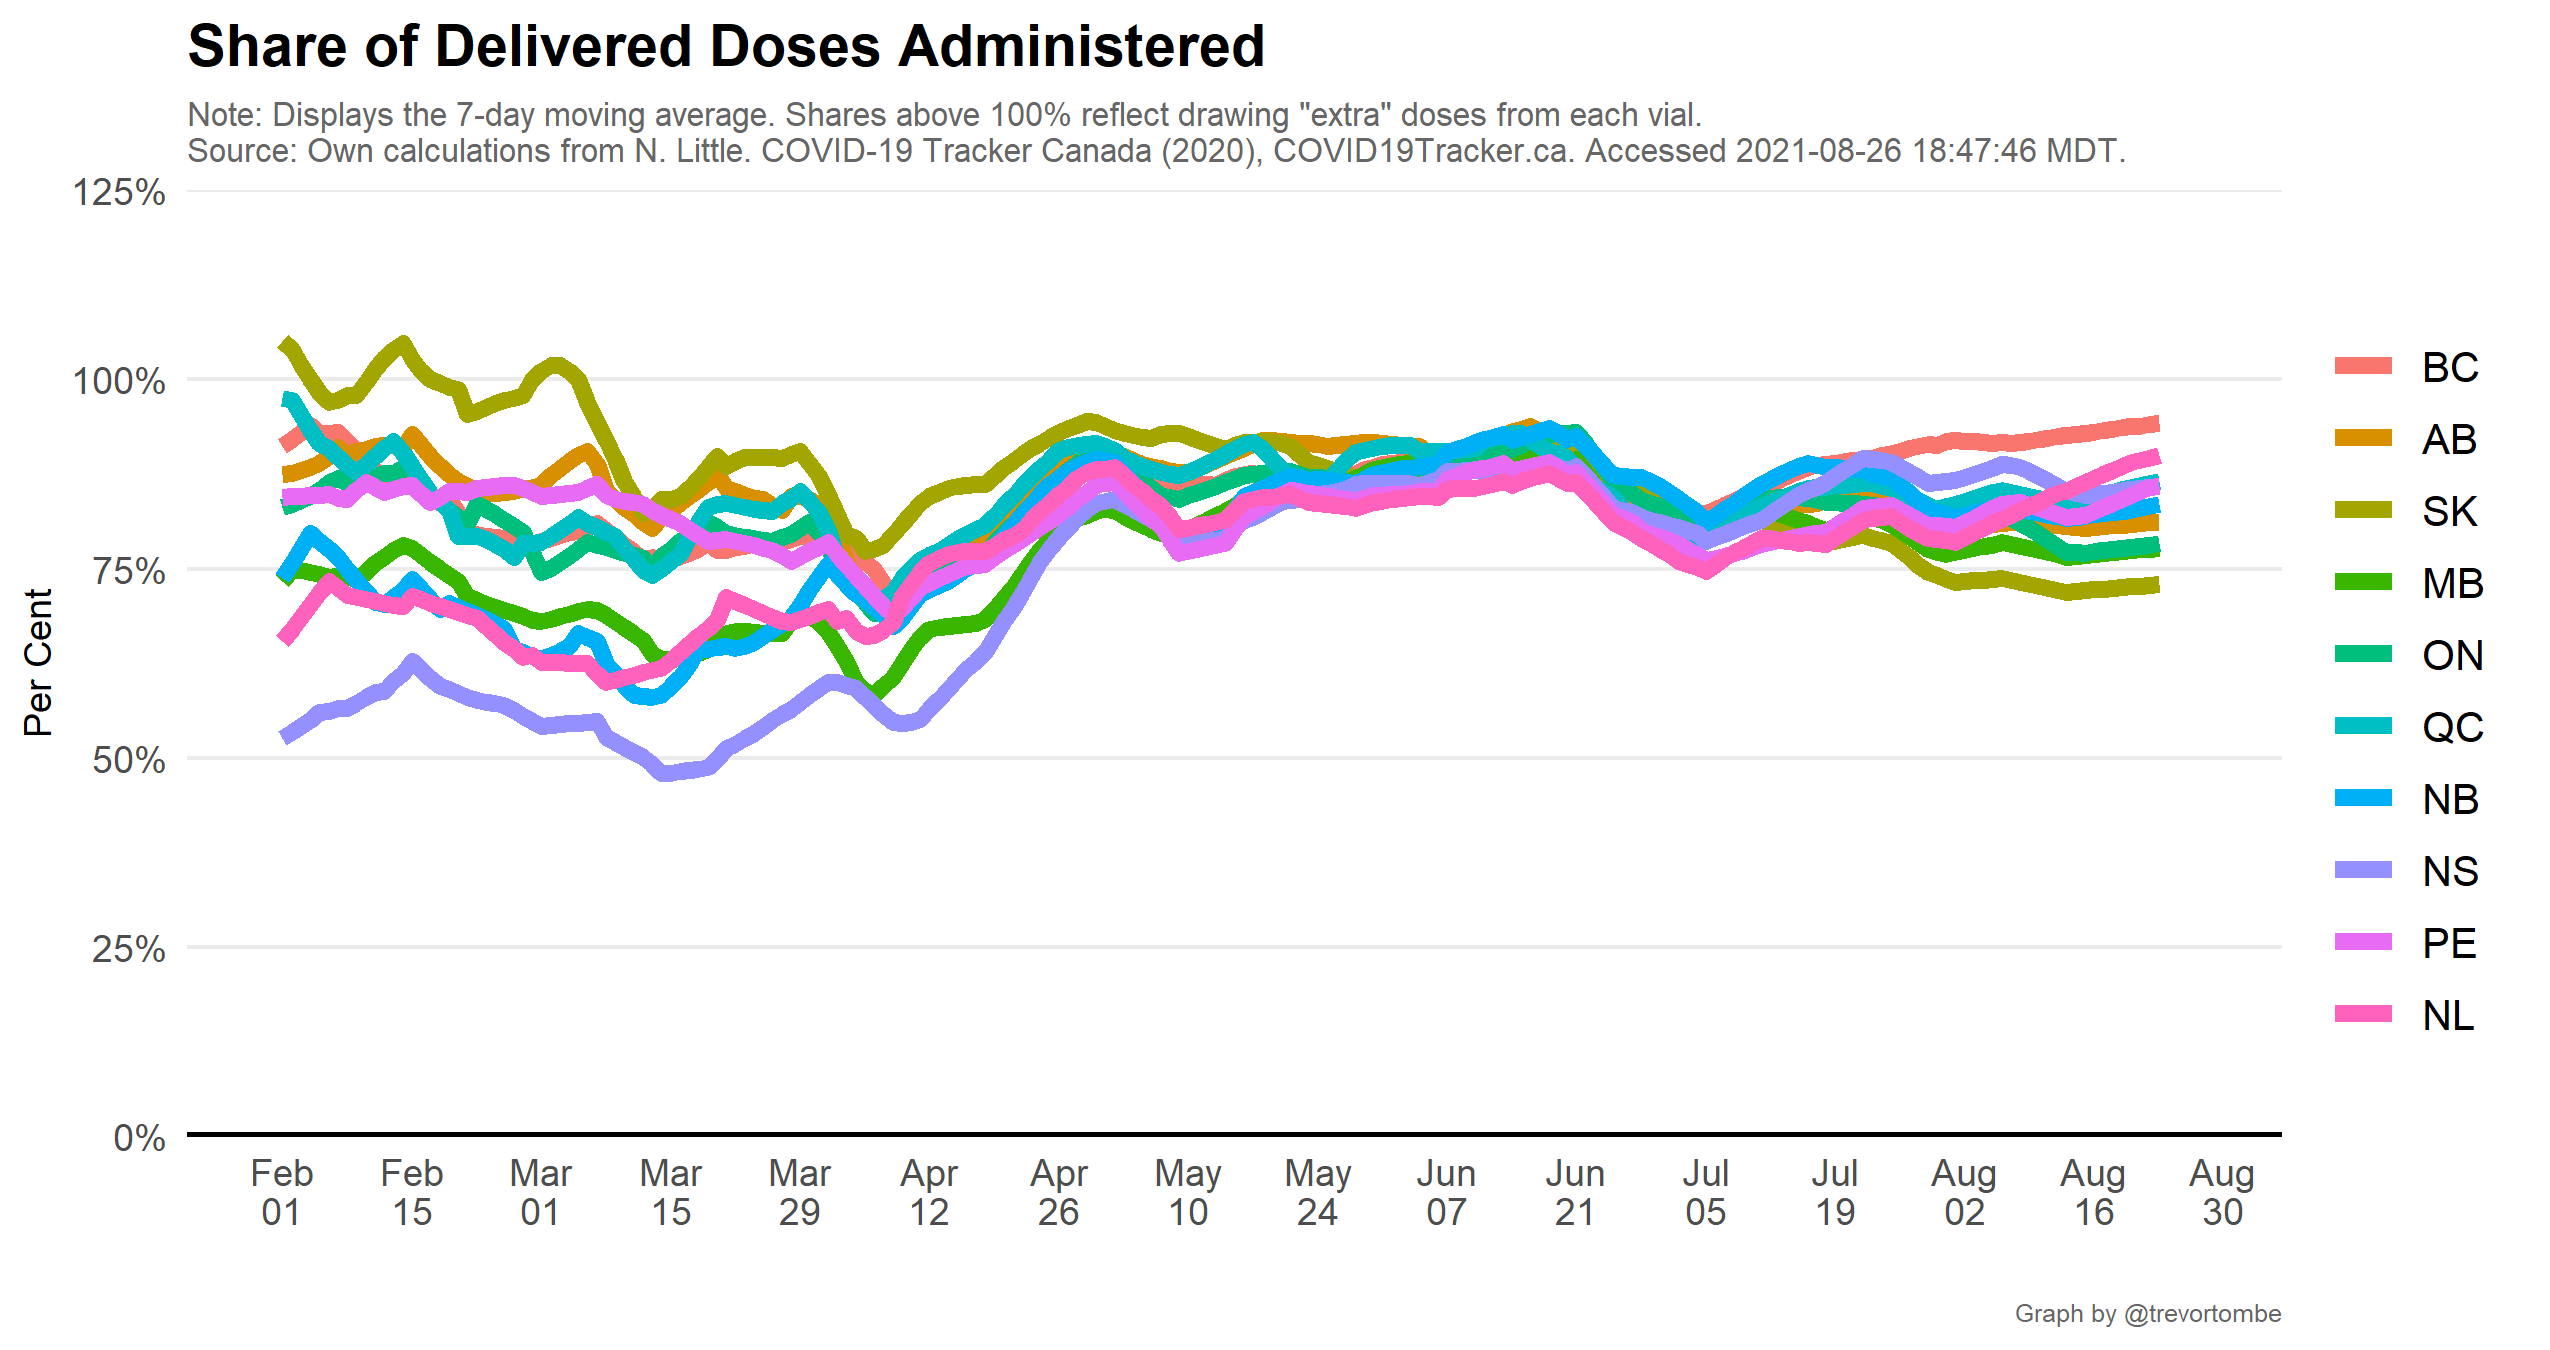 Share of Delivered Doses Administered
Note: Displays the 7-day moving average. Shares above 100% reflect drawing "extra" doses from each vial.
Source: Own calculations from N. Little. COVID-19 Tracker Canada (2020), COVID19Tracker.ca. Accessed 2021-08-26 18:47:46 MDT.
125%
100%
75%
50%
25%
0%
Per Cent
Feb 01
Feb 15
Mar 01
Mar 15
Mar 29
Apr 12
Apr 26
May 10
May 24
Jun 07
Jun 21
Jul 05
Jul 19
Aug 02
Aug 16
Aug 30
BC
AB
SK
MB
ON
QC
NB
NS
PE
NL
Graph by @trevortombe